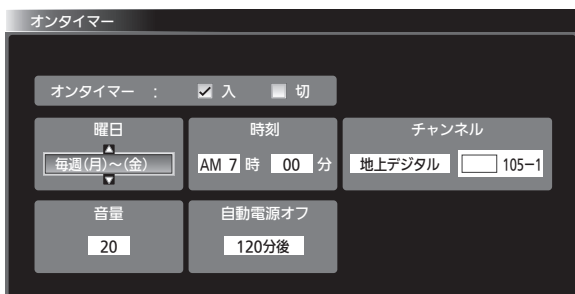 オンタイマー
オンタイマー : 入 切
曜日
毎週(月)~(金)
時刻
AM 7 時 00 分
チャンネル
地上デジタル 105-1
音量
20
自動電源オフ
120分後